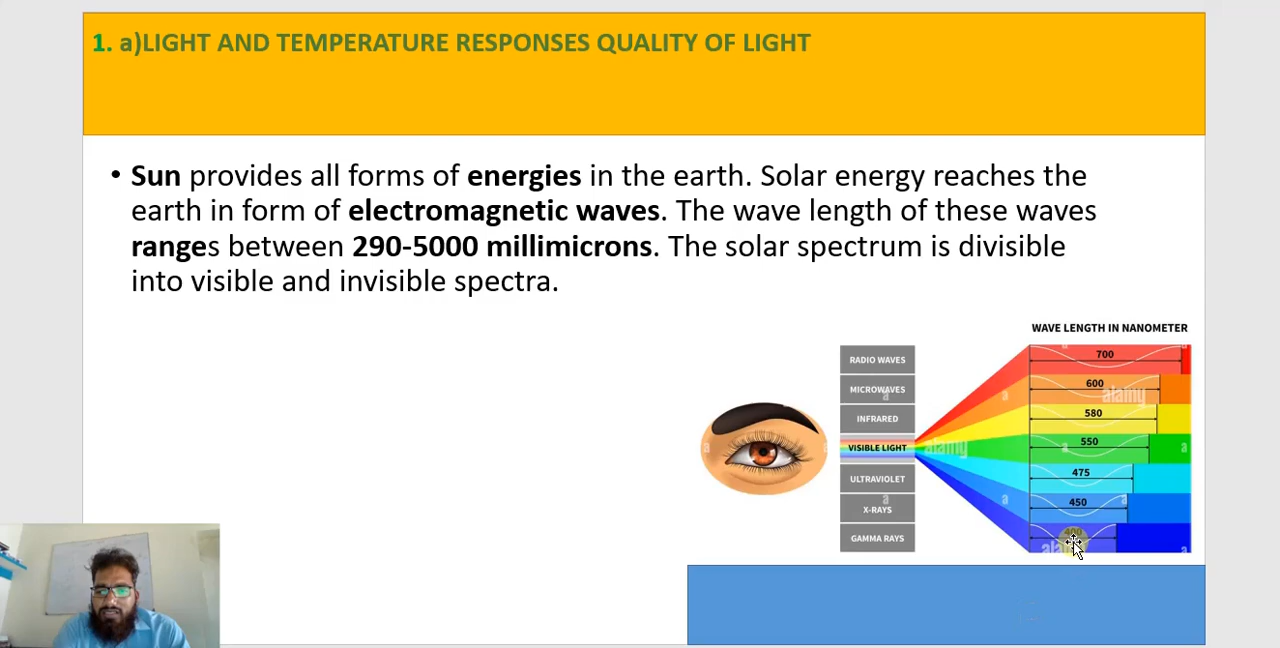 1. a)LIGHT AND TEMPERATURE RESPONSES QUALITY OF LIGHT
• Sun provides all forms of energies in the earth. Solar energy reaches the
earth in form of electromagnetic waves. The wave length of these waves
ranges between 290-5000 millimicrons. The solar spectrum is divisible
into visible and invisible spectra.
WAVE LENGTH IN NANOMETER
RADIO WAVES
MICROWAVES
INFRARED
VISIBLE LIGHT
ULTRAVIOLET
X-RAYS
GAMMA RAYS
700
600
580
550
475
450
400
alamy
alamy